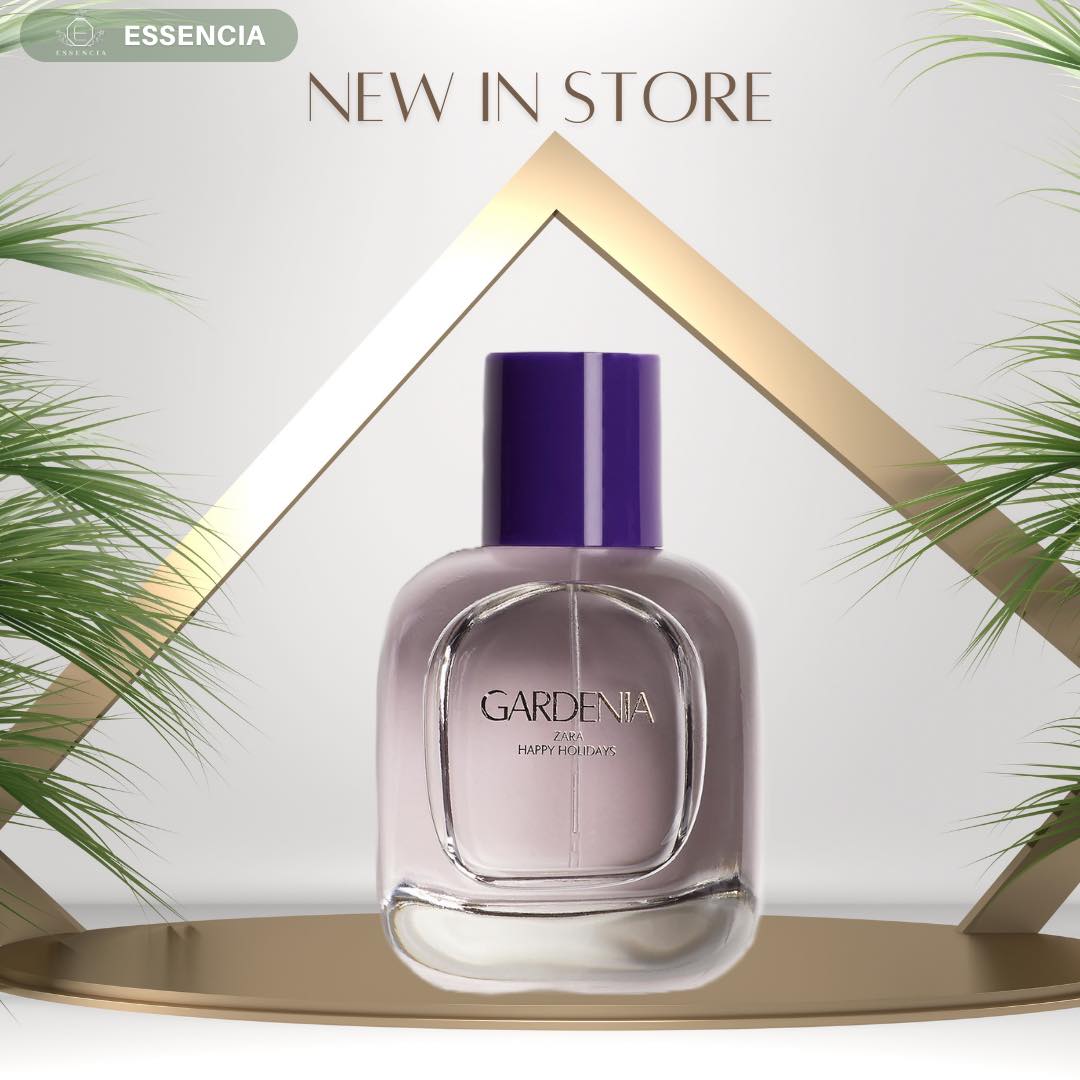 ESSENCIA
ESSENCIA
NEW IN STORE
GARDENIA
ZARA
HAPPY HOLIDAYS